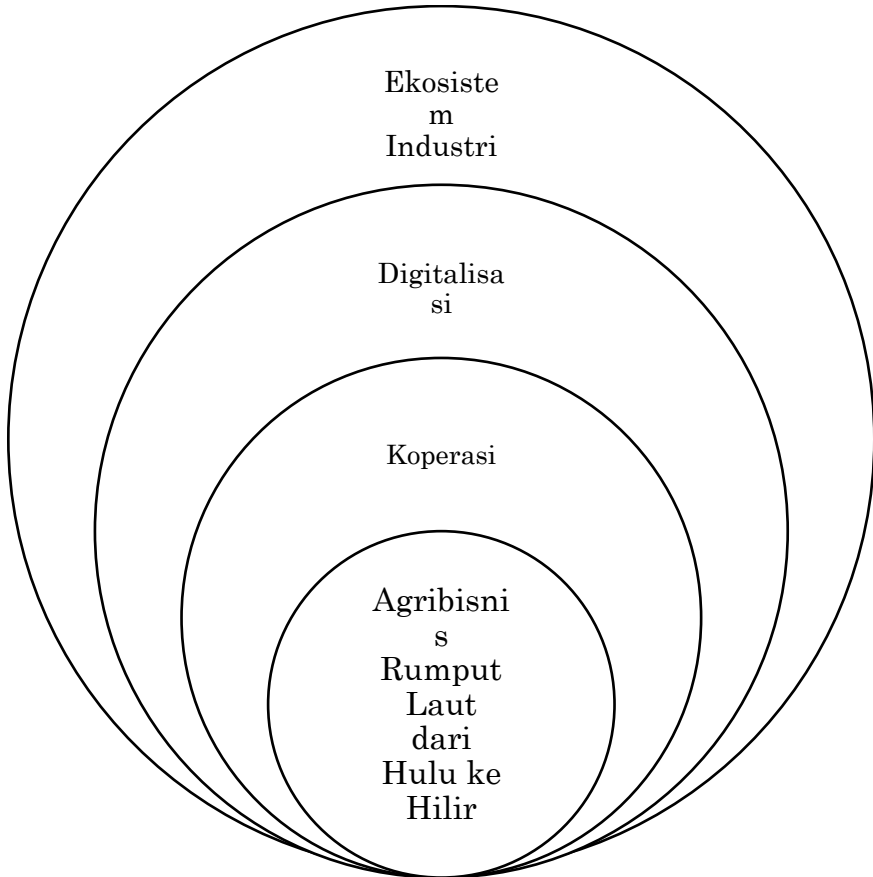 Ekosiste
m
Industri
Digitalisa
si
Koperasi
Agribisni
s
Rumput
Laut
dari
Hulu ke
Hilir